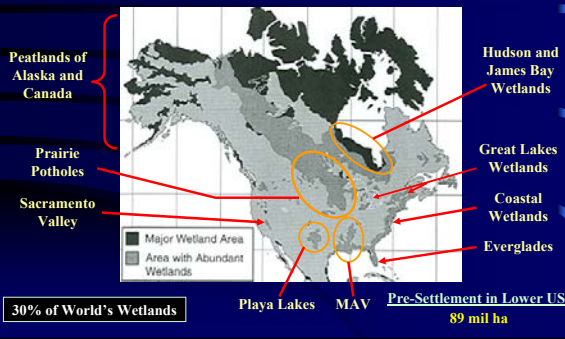 Peatlands of
Alaska and
Canada
Prairie
Potholes
Sacramento
Valley
Hudson and
James Bay
Wetlands
Great Lakes
Wetlands
Coastal
Wetlands
Everglades
Major Wetland Area
Area with Abundant
Wetlands
Playa Lakes
MAV
30% of World's Wetlands
Pre-Settlement in Lower US
89 mil ha